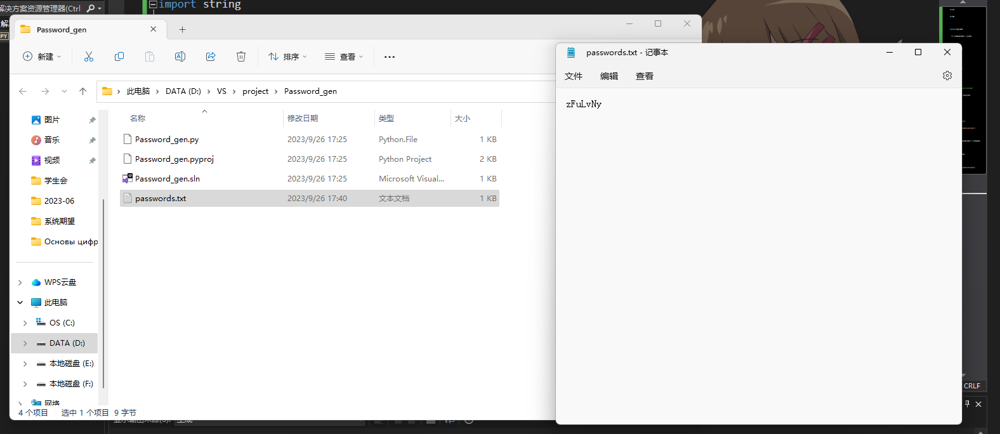 解决方案资源管理器(Ctrl
import string
解
PY
Password_gen
新建
排序
查看
此电脑 > DATA (D:) > VS > project > Password_gen
名称 修改日期 类型 大小
图片
音乐
视频
学生会
2023-06
系统期望
Основы цифр
WPS云盘
此电脑
OS (C:)
DATA (D:)
本地磁盘 (E:)
本地磁盘 (F:)
网络
Password_gen.py 2023/9/26 17:25 Python.File 1 KB
Password_gen.pyproj 2023/9/26 17:25 Python Project 2 KB
Password_gen.sln 2023/9/26 17:25 Microsoft Visual... 1 KB
passwords.txt 2023/9/26 17:40 文本文档 1 KB
4 个项目 选中 1 个项目 9 字节
passwords.txt - 记事本
文件 编辑 查看
zFuLvNy
CRLF